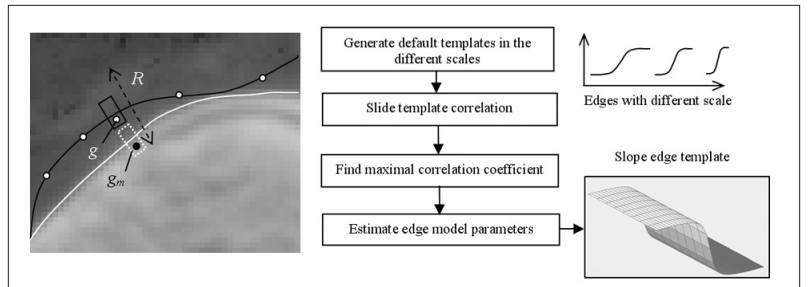 R
g
gm
Generate default templates in the
different scales
Slide template correlation
Find maximal correlation coefficient
Estimate edge model parameters
Edges with different scale
Slope edge template